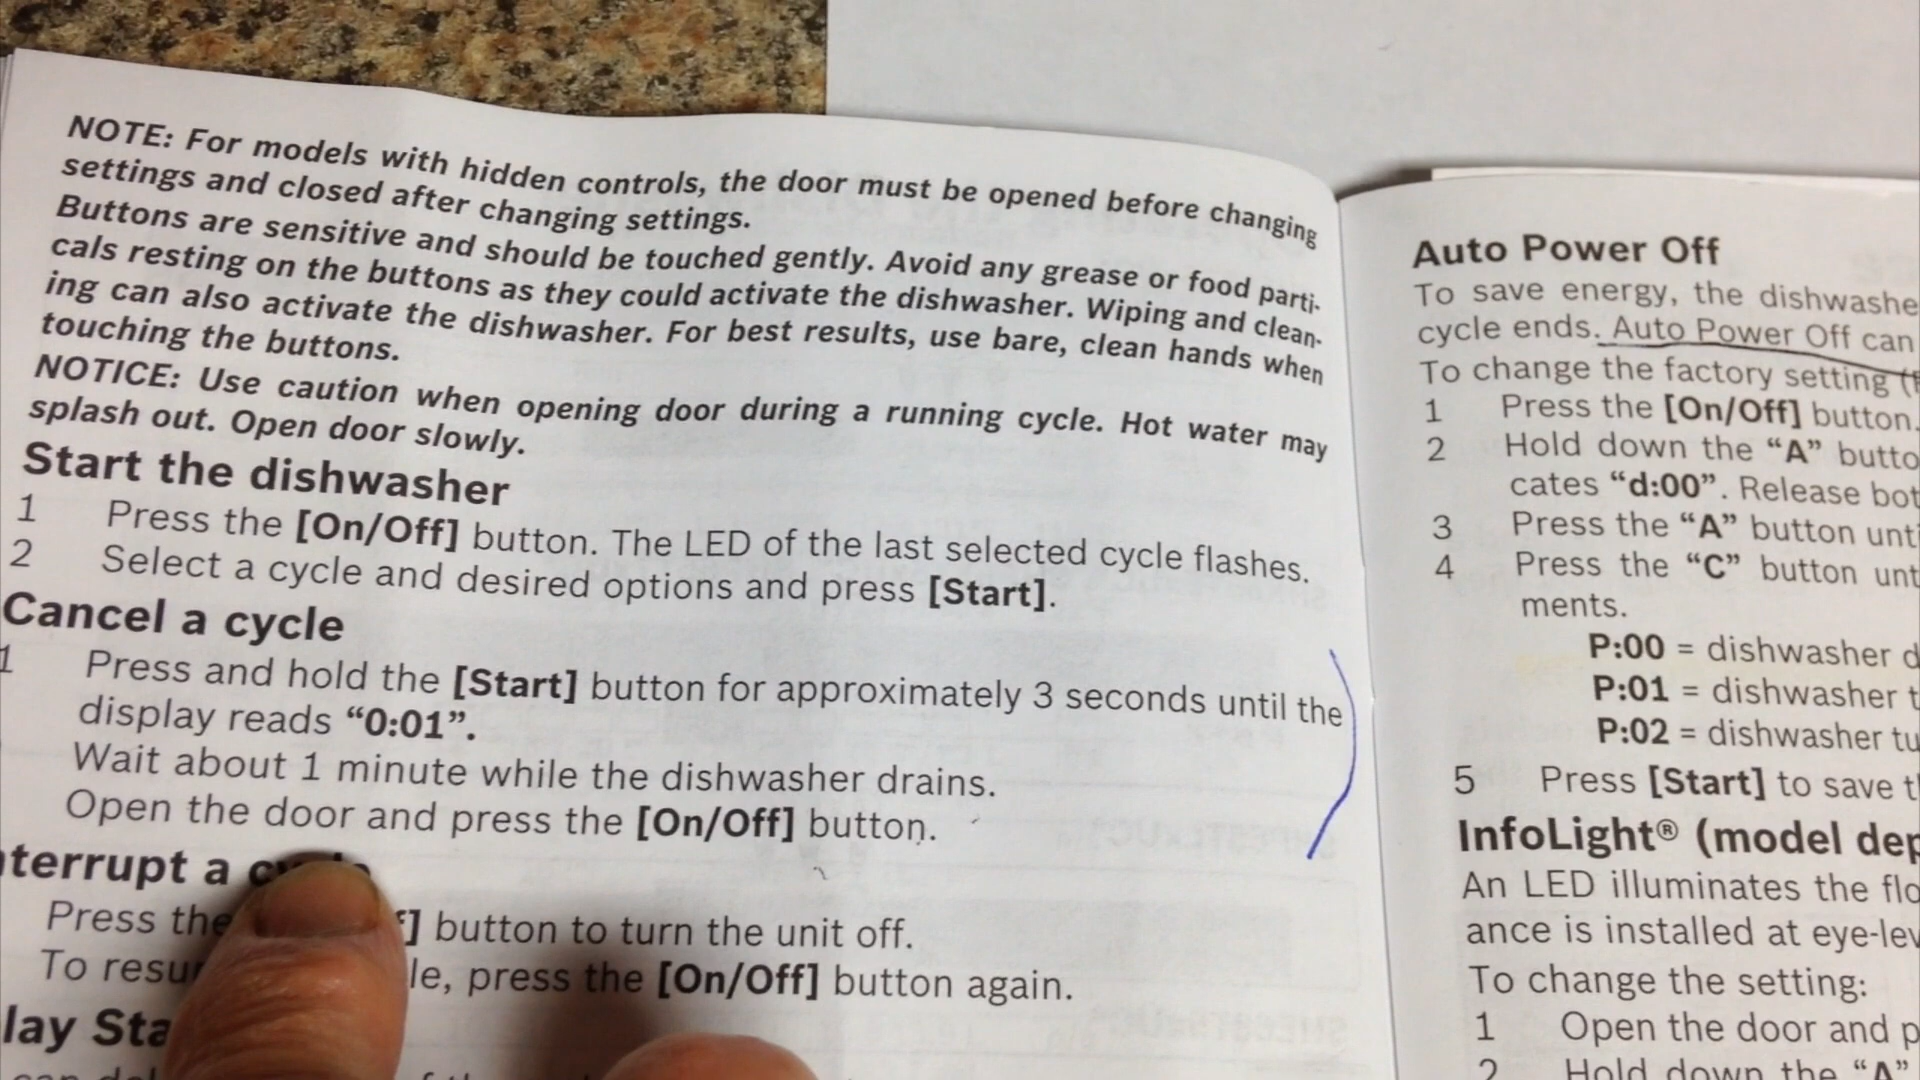 NOTE: For models with hidden controls, the door must be opened before changing
settings and closed after changing settings.
Buttons are sensitive and should be touched gently. Avoid any grease or food parti-
cals resting on the buttons as they could activate the dishwasher. Wiping and clean-
ing can also activate the dishwasher. For best results, use bare, clean hands when
touching the buttons.
NOTICE: Use caution when opening door during a running cycle. Hot water may
splash out. Open door slowly.
Start the dishwasher
1 Press the [On/Off] button. The LED of the last selected cycle flashes.
2 Select a cycle and desired options and press [Start].
Cancel a cycle
1 Press and hold the [Start] button for approximately 3 seconds until the
display reads “0:01”.
Wait about 1 minute while the dishwasher drains.
Open the door and press the [On/Off] button.
terrupt a
Press the f] button to turn the unit off.
To resu le, press the [On/Off] button again.
lay Sta
Auto Power Off
To save energy, the dishwashe
cycle ends. Auto Power Off can
To change the factory setting (f
1 Press the [On/Off] button.
2 Hold down the “A” butto
cates “d:00”. Release bot
3 Press the “A” button unti
4 Press the “C” button unt
ments.
P:00 = dishwasher d
P:01 = dishwasher t
P:02 = dishwasher tu
5 Press [Start] to save t
InfoLight® (model dep
An LED illuminates the flo
ance is installed at eye-lev
To change the setting:
1 Open the door and p
2 Hold down the “A”